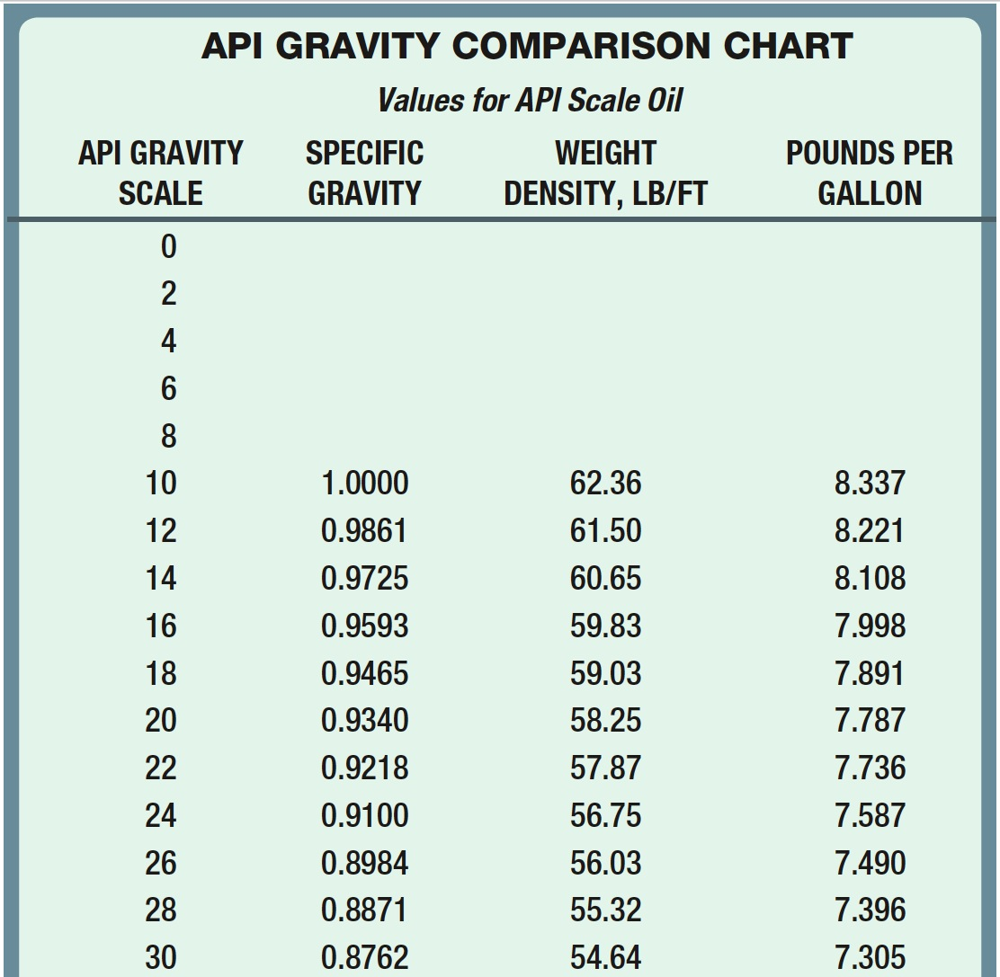 API GRAVITY COMPARISON CHART
Values for API Scale Oil
API GRAVITY SCALE SPECIFIC GRAVITY WEIGHT DENSITY, LB/FT POUNDS PER GALLON
0
2
4
6
8
10 1.0000 62.36 8.337
12 0.9861 61.50 8.221
14 0.9725 60.65 8.108
16 0.9593 59.83 7.998
18 0.9465 59.03 7.891
20 0.9340 58.25 7.787
22 0.9218 57.87 7.736
24 0.9100 56.75 7.587
26 0.8984 56.03 7.490
28 0.8871 55.32 7.396
30 0.8762 54.64 7.305